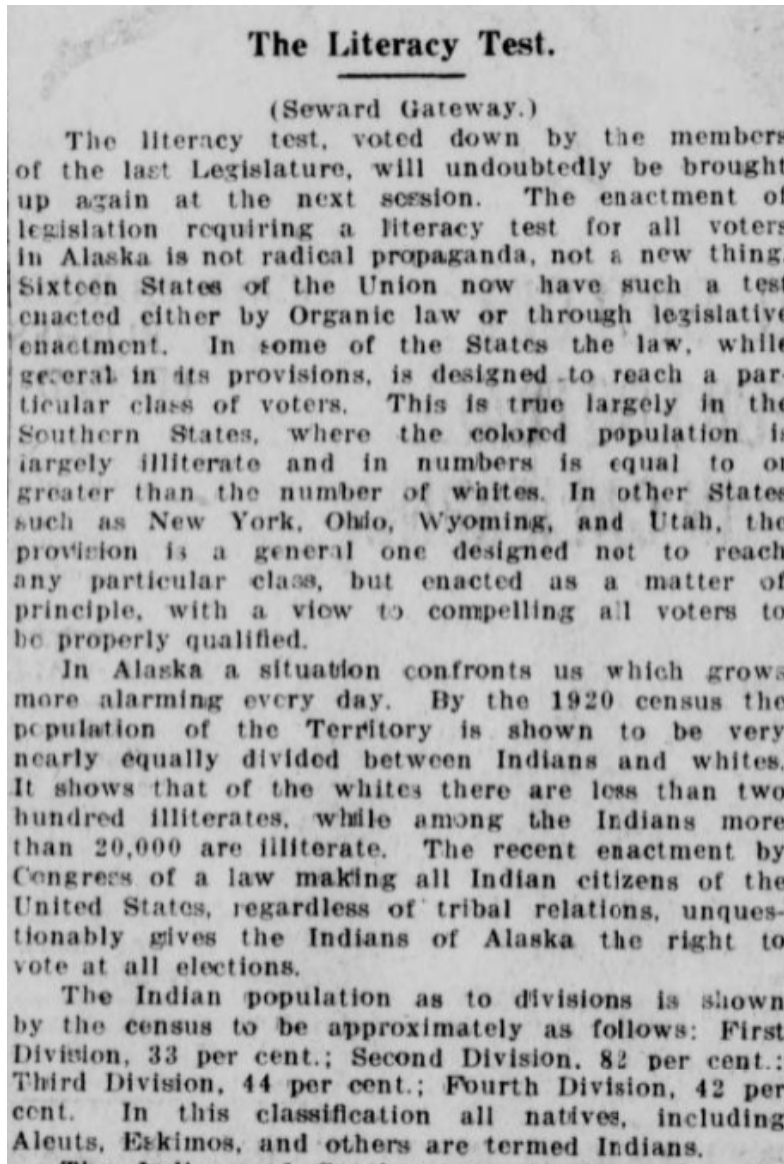 The Literacy Test.
(Seward Gateway.)
The literacy test, voted down by the members
of the last Legislature, will undoubtedly be brought
up again at the next session. The enactment of
legislation requiring a literacy test for all voters
in Alaska is not radical propaganda, not a new thing.
Sixteen States of the Union now have such a test
enacted either by Organic law or through legislative
enactment. In some of the States the law, while
general in its provisions, is designed to reach a par-
ticular class of voters. This is true largely in the
Southern States, where the colored population is
largely illiterate and in numbers is equal to or
greater than the number of whites. In other States
such as New York, Ohio, Wyoming, and Utah, the
provision is a general one designed not to reach
any particular class, but enacted as a matter of
principle, with a view to compelling all voters to
be properly qualified.
In Alaska a situation confronts us which grows
more alarming every day. By the 1920 census the
population of the Territory is shown to be very
nearly equally divided between Indians and whites.
It shows that of the whites there are less than two
hundred illiterates, while among the Indians more
than 20,000 are illiterate. The recent enactment by
Congress of a law making all Indian citizens of the
United States, regardless of tribal relations, unques-
tionably gives the Indians of Alaska the right to
vote at all elections.
The Indian population as to divisions is shown
by the census to be approximately as follows: First
Division, 33 per cent.; Second Division, 82 per cent.;
Third Division, 44 per cent.; Fourth Division, 42 per
cent. In this classification all natives, including
Aleuts, Eskimos, and others are termed Indians.